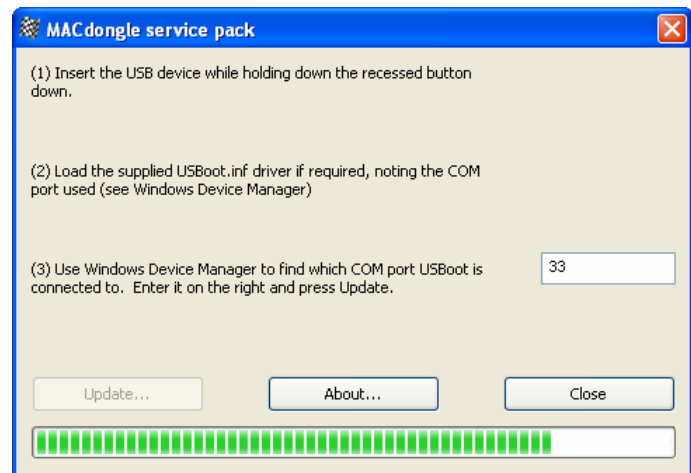 MACdongle service pack
(1) Insert the USB device while holding down the recessed button
down.
(2) Load the supplied USBoot.inf driver if required, noting the COM
port used (see Windows Device Manager)
(3) Use Windows Device Manager to find which COM port USBoot is
connected to.  Enter it on the right and press Update.
33
Update...
About...
Close